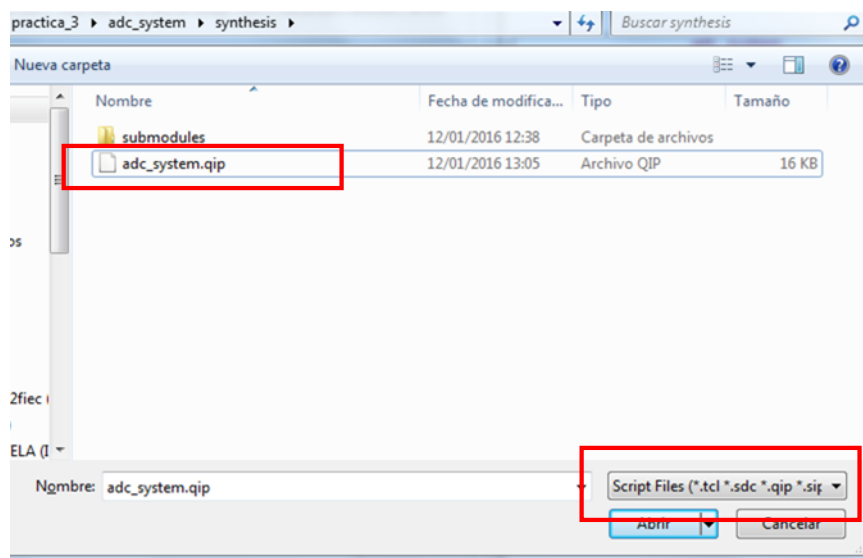 practica_3 ▸ adc_system ▸ synthesis ▸ Buscar synthesis
Nueva carpeta
Nombre Fecha de modifica... Tipo Tamaño
submodules 12/01/2016 12:38 Carpeta de archivos
adc_system.qip 12/01/2016 13:05 Archivo QIP 16 KB
os
2fiec (
ELA (I
Nombre: adc_system.qip Script Files (*.tcl *.sdc *.qip *.sip
Abrir Cancelar